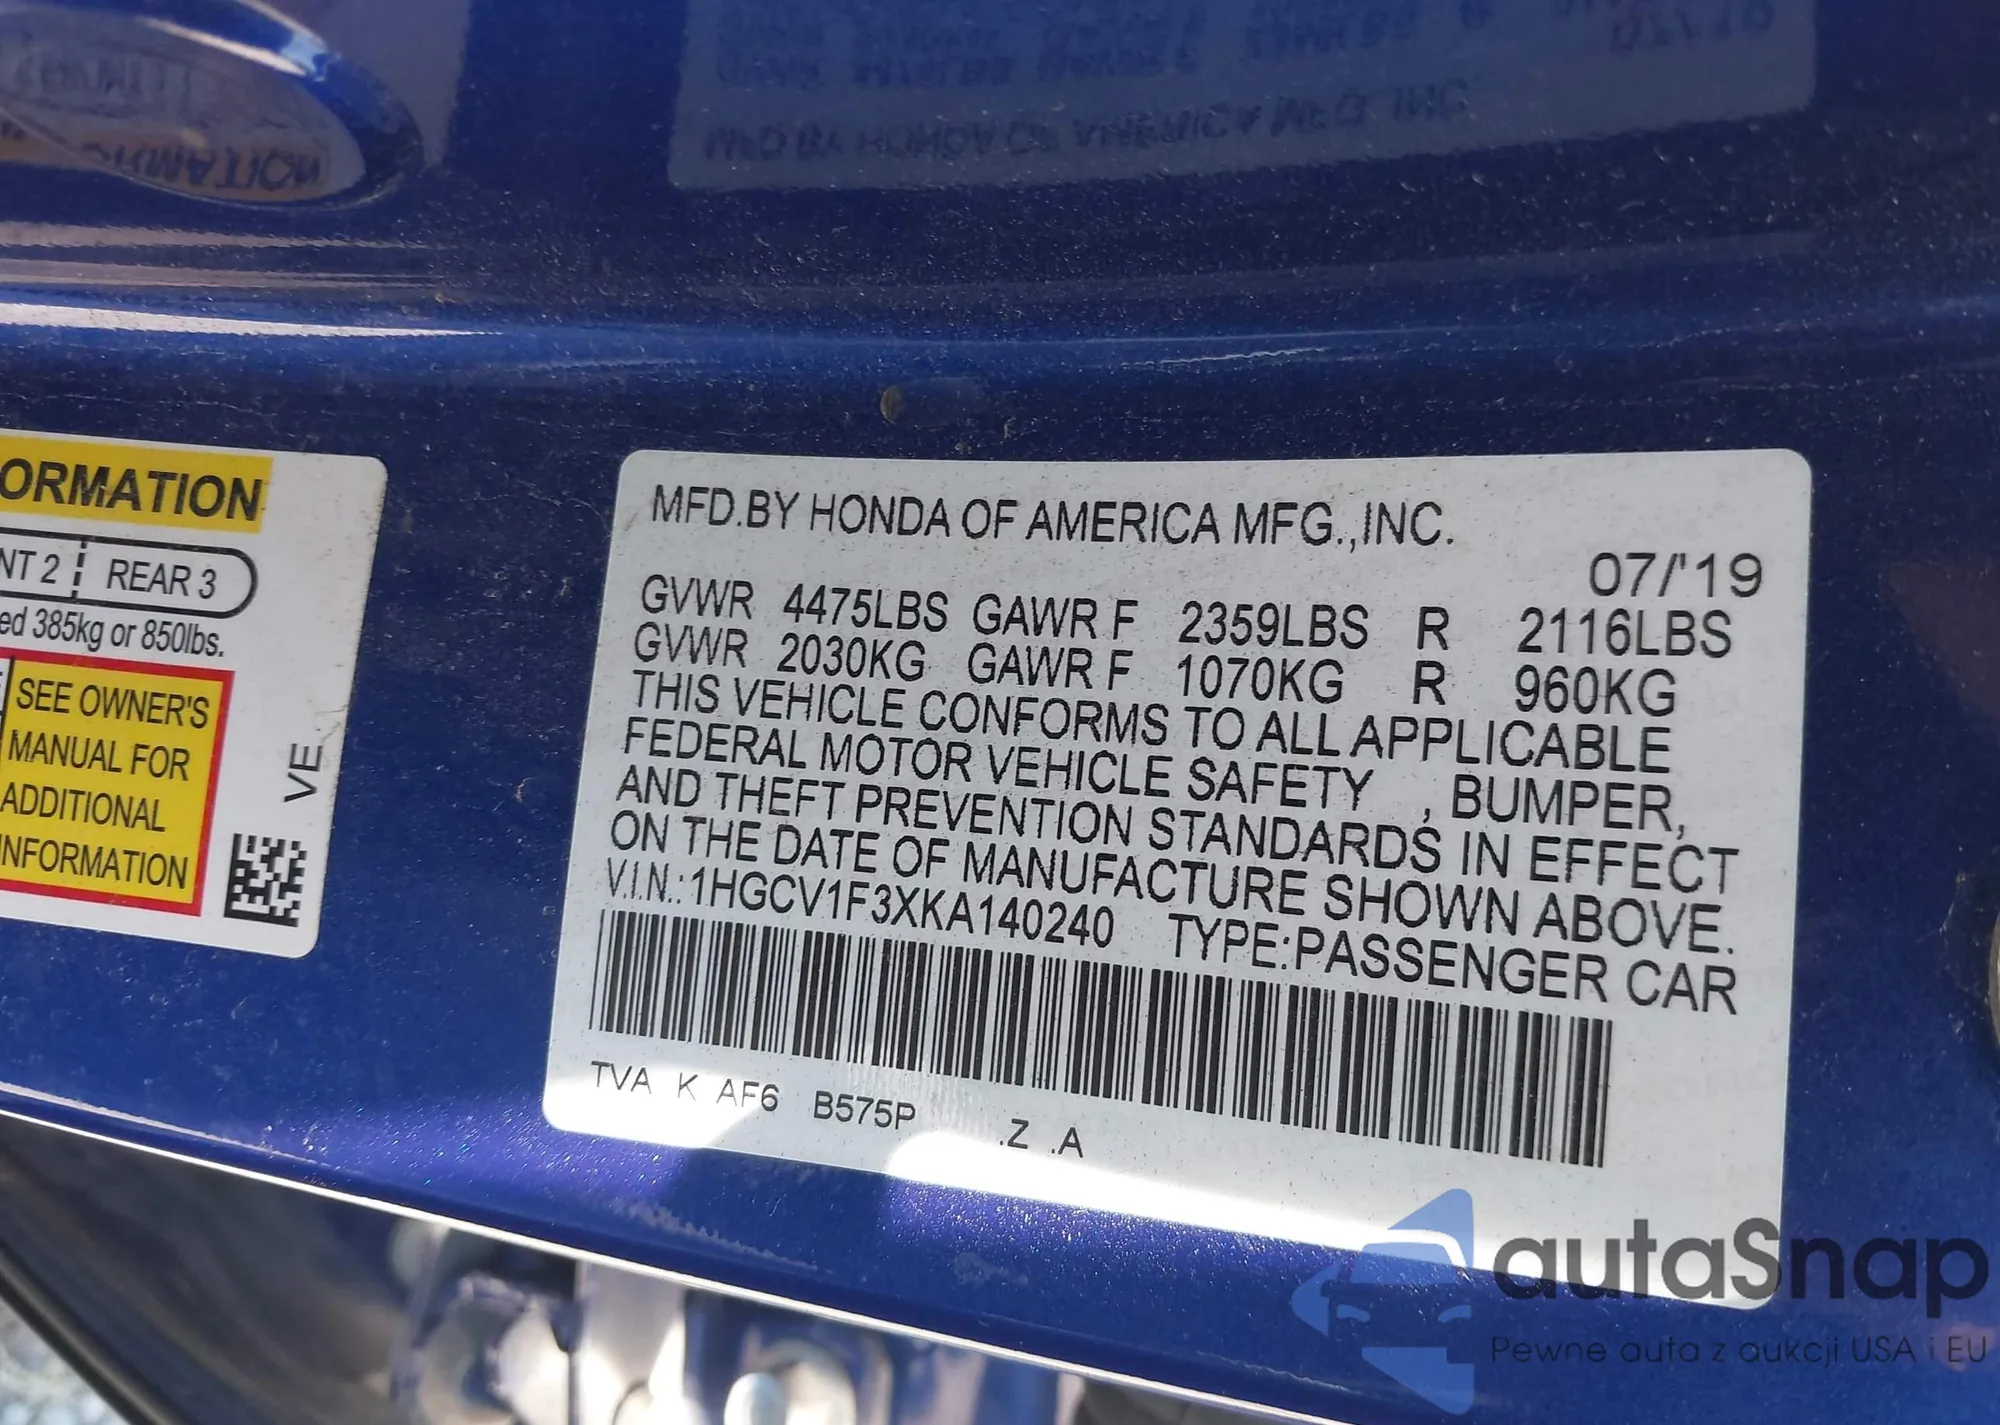 ORMATION
NT 2 REAR 3
ed 385kg or 850lbs.
SEE OWNER'S
MANUAL FOR
ADDITIONAL
INFORMATION
VE.
MFD.BY HONDA OF AMERICA MFG.,INC.
07/'19
GVWR 4475LBS GAWR F 2359LBS R 2116LBS
GVWR 2030KG GAWR F 1070KG R 960KG
THIS VEHICLE CONFORMS TO ALL APPLICABLE
FEDERAL MOTOR VEHICLE SAFETY , BUMPER,
AND THEFT PREVENTION STANDARDS IN EFFECT
ON THE DATE OF MANUFACTURE SHOWN ABOVE.
V.I.N.:1HGCV1F3XKA140240 TYPE:PASSENGER CAR
TVA K AF6 B575P .Z .A
autaSnap
Pewne auta z aukcji USA i EU